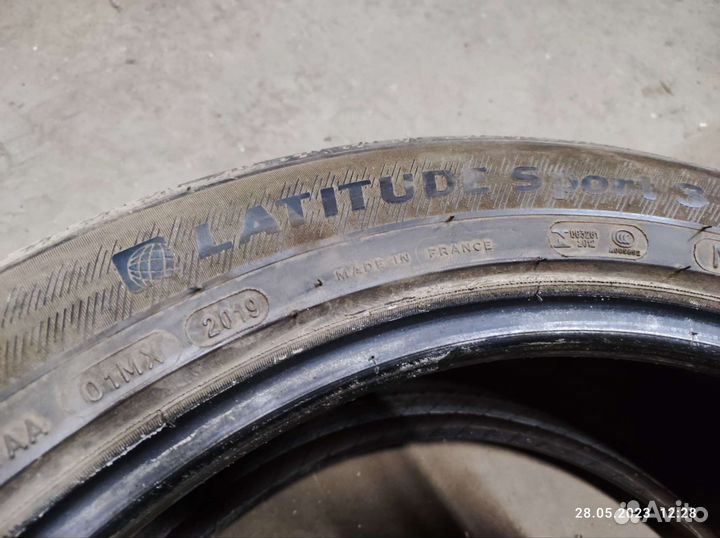 LATITUDE Sport 3
MADE IN FRANCE
2019
01MX
AA
28.05.2023 12:28
Avito